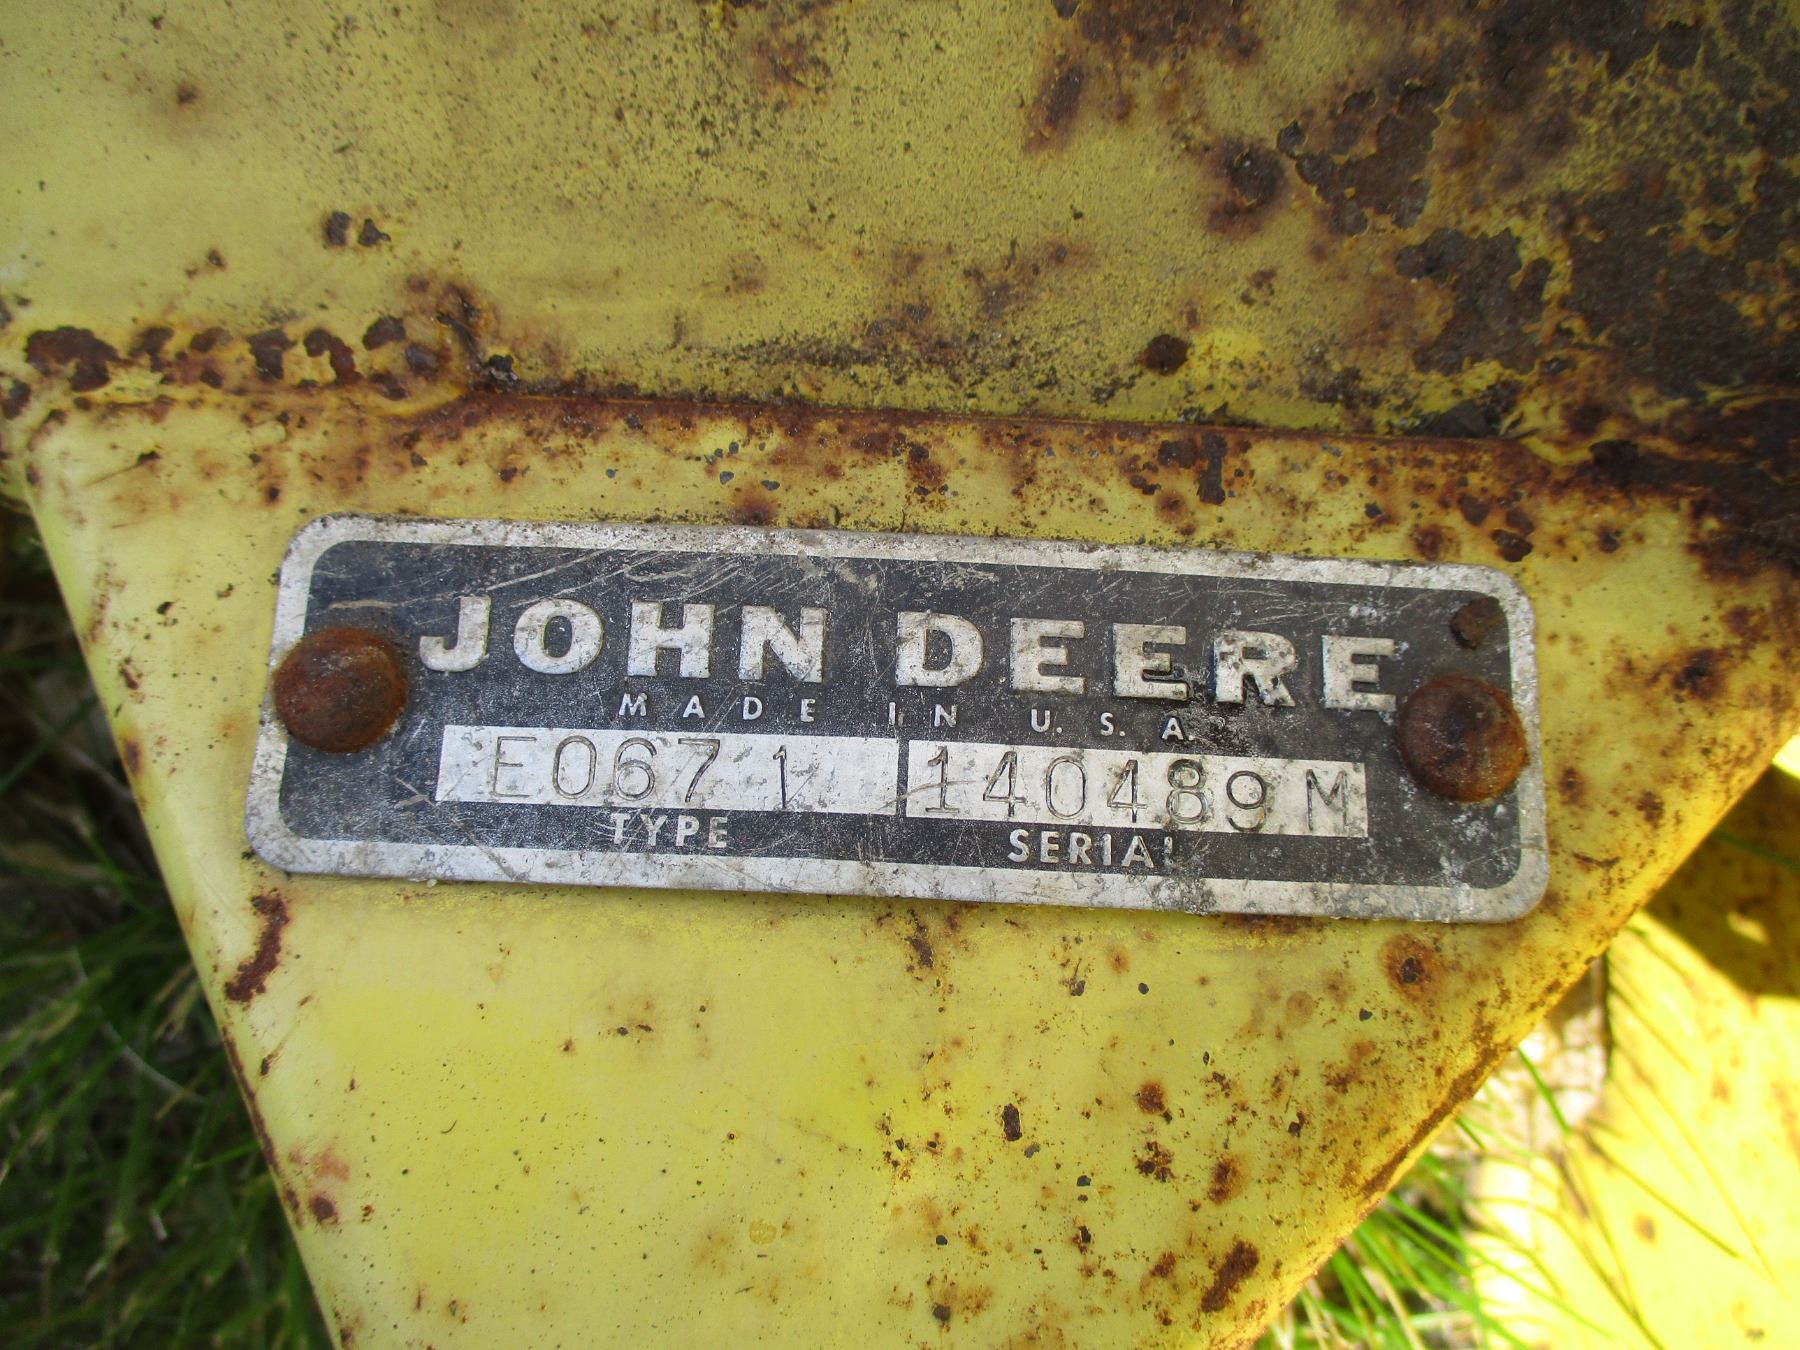 JOHN DEERE
MADE IN U.S.A.
E0671 140489M
TYPE SERIAL